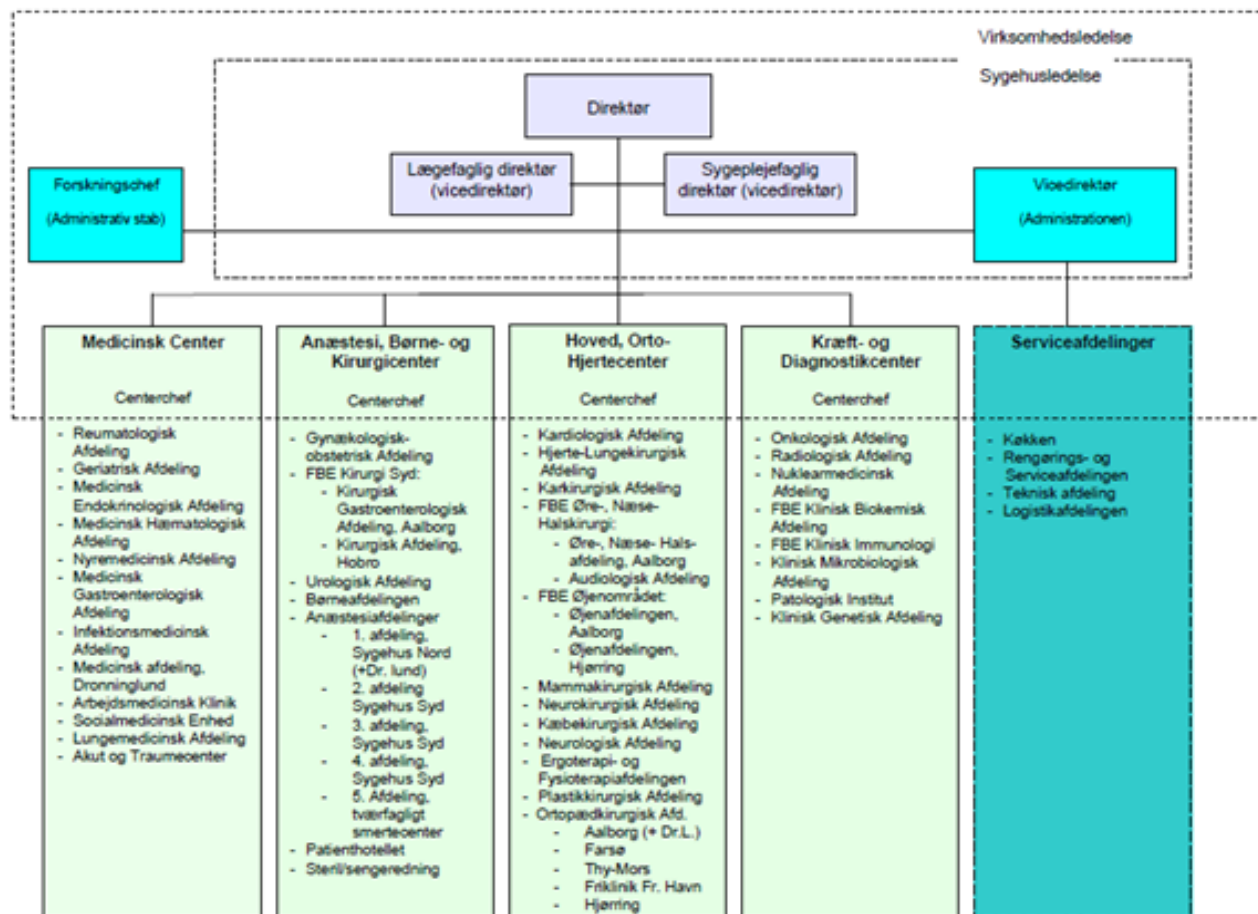 Virksomhedsledelse
Sygehusledelse
Direktør
Lægefaglig direktør
(vicedirektør)
Sygeplejefaglig
direktør (vicedirektør)
Forskningschef
(Administrativ stab)
Vicedirektør
(Administrationen)
Medicinsk Center
Centerchef
- Reumatologisk
Afdeling
- Geriatrisk Afdeling
- Medicinsk
Endokrinologisk Afdeling
- Medicinsk Hæmatologisk
Afdeling
- Nyremedicinsk Afdeling
- Medicinsk
Gastroenterologisk
Afdeling
- Infektionsmedicinsk
Afdeling
- Medicinsk afdeling,
Dronninglund
- Arbejdsmedicinsk Klinik
- Socialmedicinsk Enhed
- Lungemedicinsk Afdeling
- Akut og Traumecenter
Anæstesi, Børne- og
Kirurgicenter
Centerchef
- Gynækologisk-
obstetrisk Afdeling
- FBE Kirurgi Syd:
- Kirurgisk
Gastroenterologisk
Afdeling, Aalborg
- Kirurgisk Afdeling,
Hobro
- Urologisk Afdeling
- Børneafdelingen
- Anæstesiafdelinger
- 1. afdeling,
Sygehus Nord
(+Dr. lund)
- 2. afdeling
Sygehus Syd
- 3. afdeling,
Sygehus Syd
- 4. afdeling,
Sygehus Syd
- 5. Afdeling,
tværfagligt
smertecenter
- Patienthotellet
- Steril/sengeredning
Hoved, Orto-
Hjertecenter
Centerchef
- Kardiologisk Afdeling
- Hjerte-Lungekirurgisk
Afdeling
- Karkirurgisk Afdeling
- FBE Øre-, Næse-
Halskirurgi:
- Øre-, Næse- Hals-
afdeling, Aalborg
- Audiologisk Afdeling
- FBE Øjenområdet:
- Øjenafdelingen,
Aalborg
- Øjenafdelingen,
Hjørring
- Mammakirurgisk Afdeling
- Neurokirurgisk Afdeling
- Kæbekirurgisk Afdeling
- Neurologisk Afdeling
- Ergoterapi- og
Fysioterapiafdelingen
- Plastikkirurgisk Afdeling
- Ortopædkirurgisk Afd.
- Aalborg (+ Dr.L.)
- Farsø
- Thy-Mors
- Friklinik Fr. Havn
- Hjørring
Kræft- og
Diagnostikcenter
Centerchef
- Onkologisk Afdeling
- Radiologisk Afdeling
- Nuklearmedicinsk
Afdeling
- FBE Klinisk Biokemisk
Afdeling
- FBE Klinisk Immunologi
- Klinisk Mikrobiologisk
Afdeling
- Patologisk Institut
- Klinisk Genetisk Afdeling
Serviceafdelinger
- Køkken
- Rengørings- og
Serviceafdelingen
- Teknisk afdeling
- Logistikafdelingen